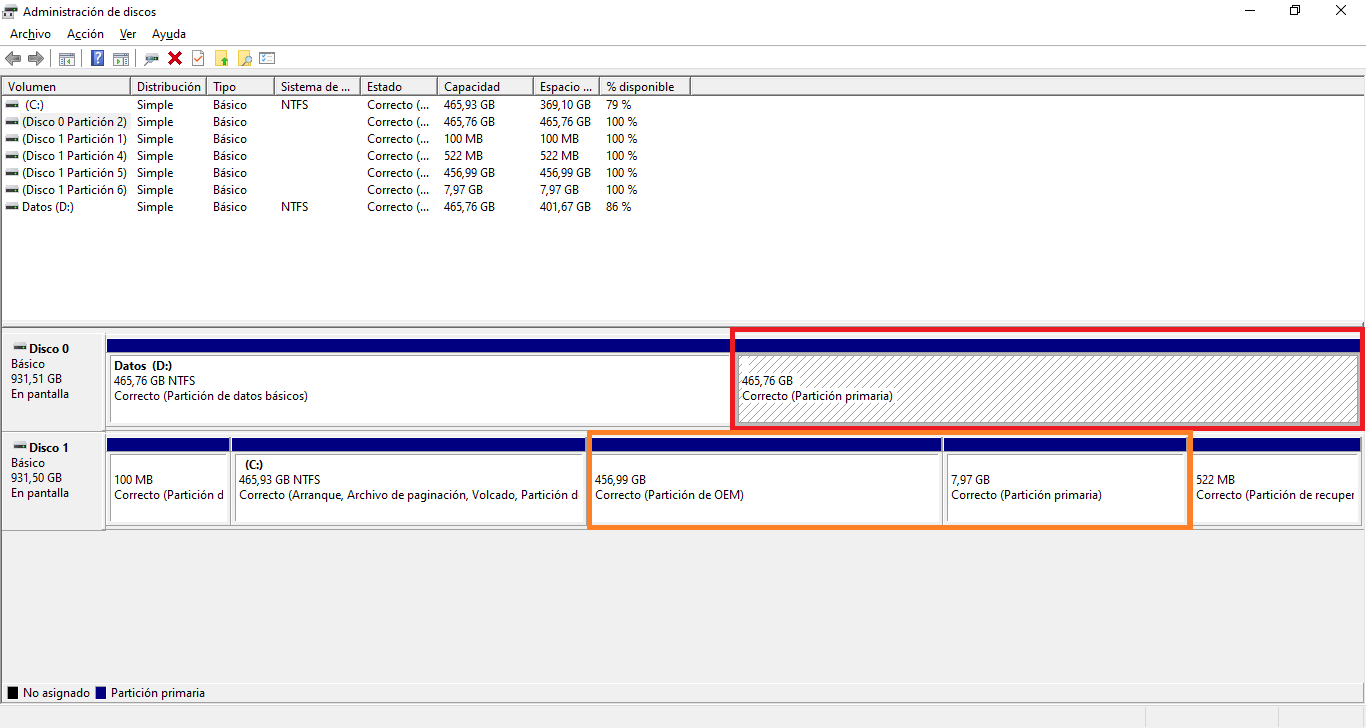 Administración de discos
Archivo Acción Ver Ayuda
Volumen Distribución Tipo Sistema de ... Estado Capacidad Espacio ... % disponible
(C:) Simple Básico NTFS Correcto (... 465,93 GB 369,10 GB 79 %
(Disco 0 Partición 2) Simple Básico Correcto (... 465,76 GB 465,76 GB 100 %
(Disco 1 Partición 1) Simple Básico Correcto (... 100 MB 100 MB 100 %
(Disco 1 Partición 4) Simple Básico Correcto (... 522 MB 522 MB 100 %
(Disco 1 Partición 5) Simple Básico Correcto (... 456,99 GB 456,99 GB 100 %
(Disco 1 Partición 6) Simple Básico Correcto (... 7,97 GB 7,97 GB 100 %
Datos (D:) Simple Básico NTFS Correcto (... 465,76 GB 401,67 GB 86 %
Disco 0
Básico
931,51 GB
En pantalla
Datos (D:)
465,76 GB NTFS
Correcto (Partición de datos básicos)
465,76 GB
Correcto (Partición primaria)
Disco 1
Básico
931,50 GB
En pantalla
100 MB
Correcto (Partición d
(C:)
465,93 GB NTFS
Correcto (Arranque, Archivo de paginación, Volcado, Partición d
456,99 GB
Correcto (Partición de OEM)
7,97 GB
Correcto (Partición primaria)
522 MB
Correcto (Partición de recuper
No asignado Partición primaria